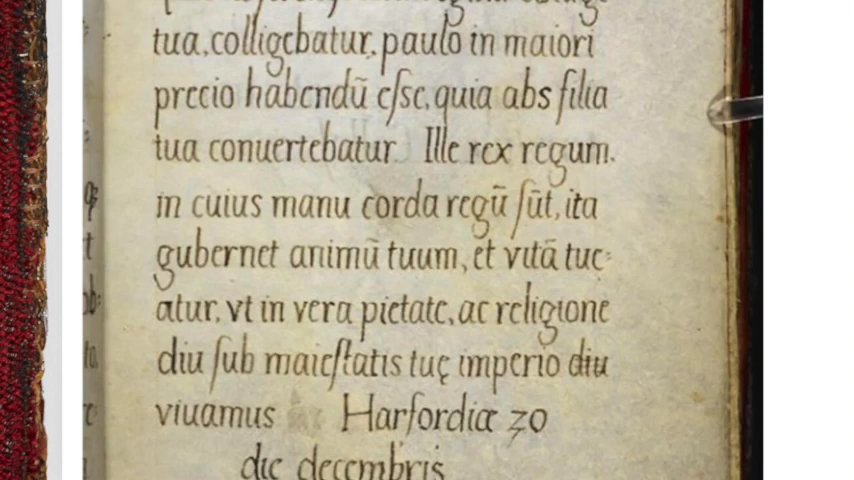 tua, colligebatur, paulo in maiori
precio habendū eſse, quia abs filia
tua conuertebatur Ille rex regum.
in cuius manu corda regū ſūt, ita
gubernet animū tuum, et vitā tue-
atur, vt in vera pietate, ac religione
diu ſub maieſtatis tuę imperio diu
viuamus Harfordiæ 30
die decembris